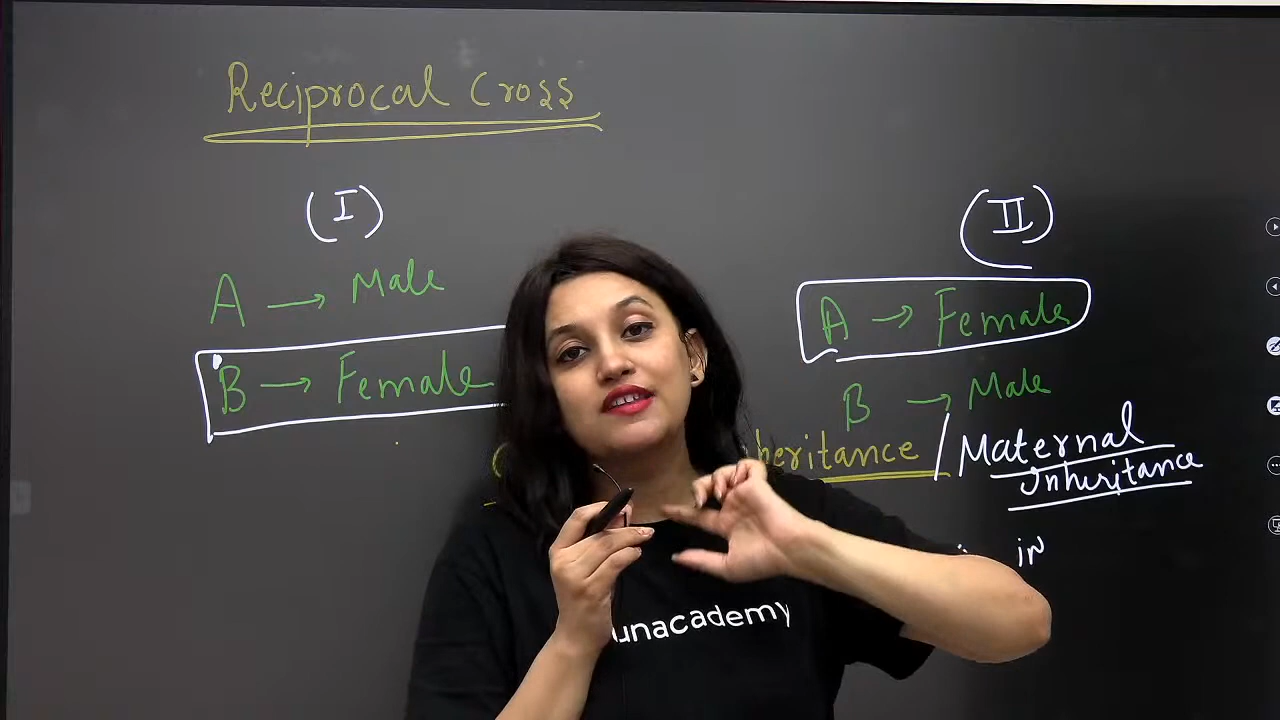 Reciprocal Cross
(I)
A → Male
B → Female
(II)
A → Female
B → Male
heritance / Maternal
Inheritance
in
unacademy